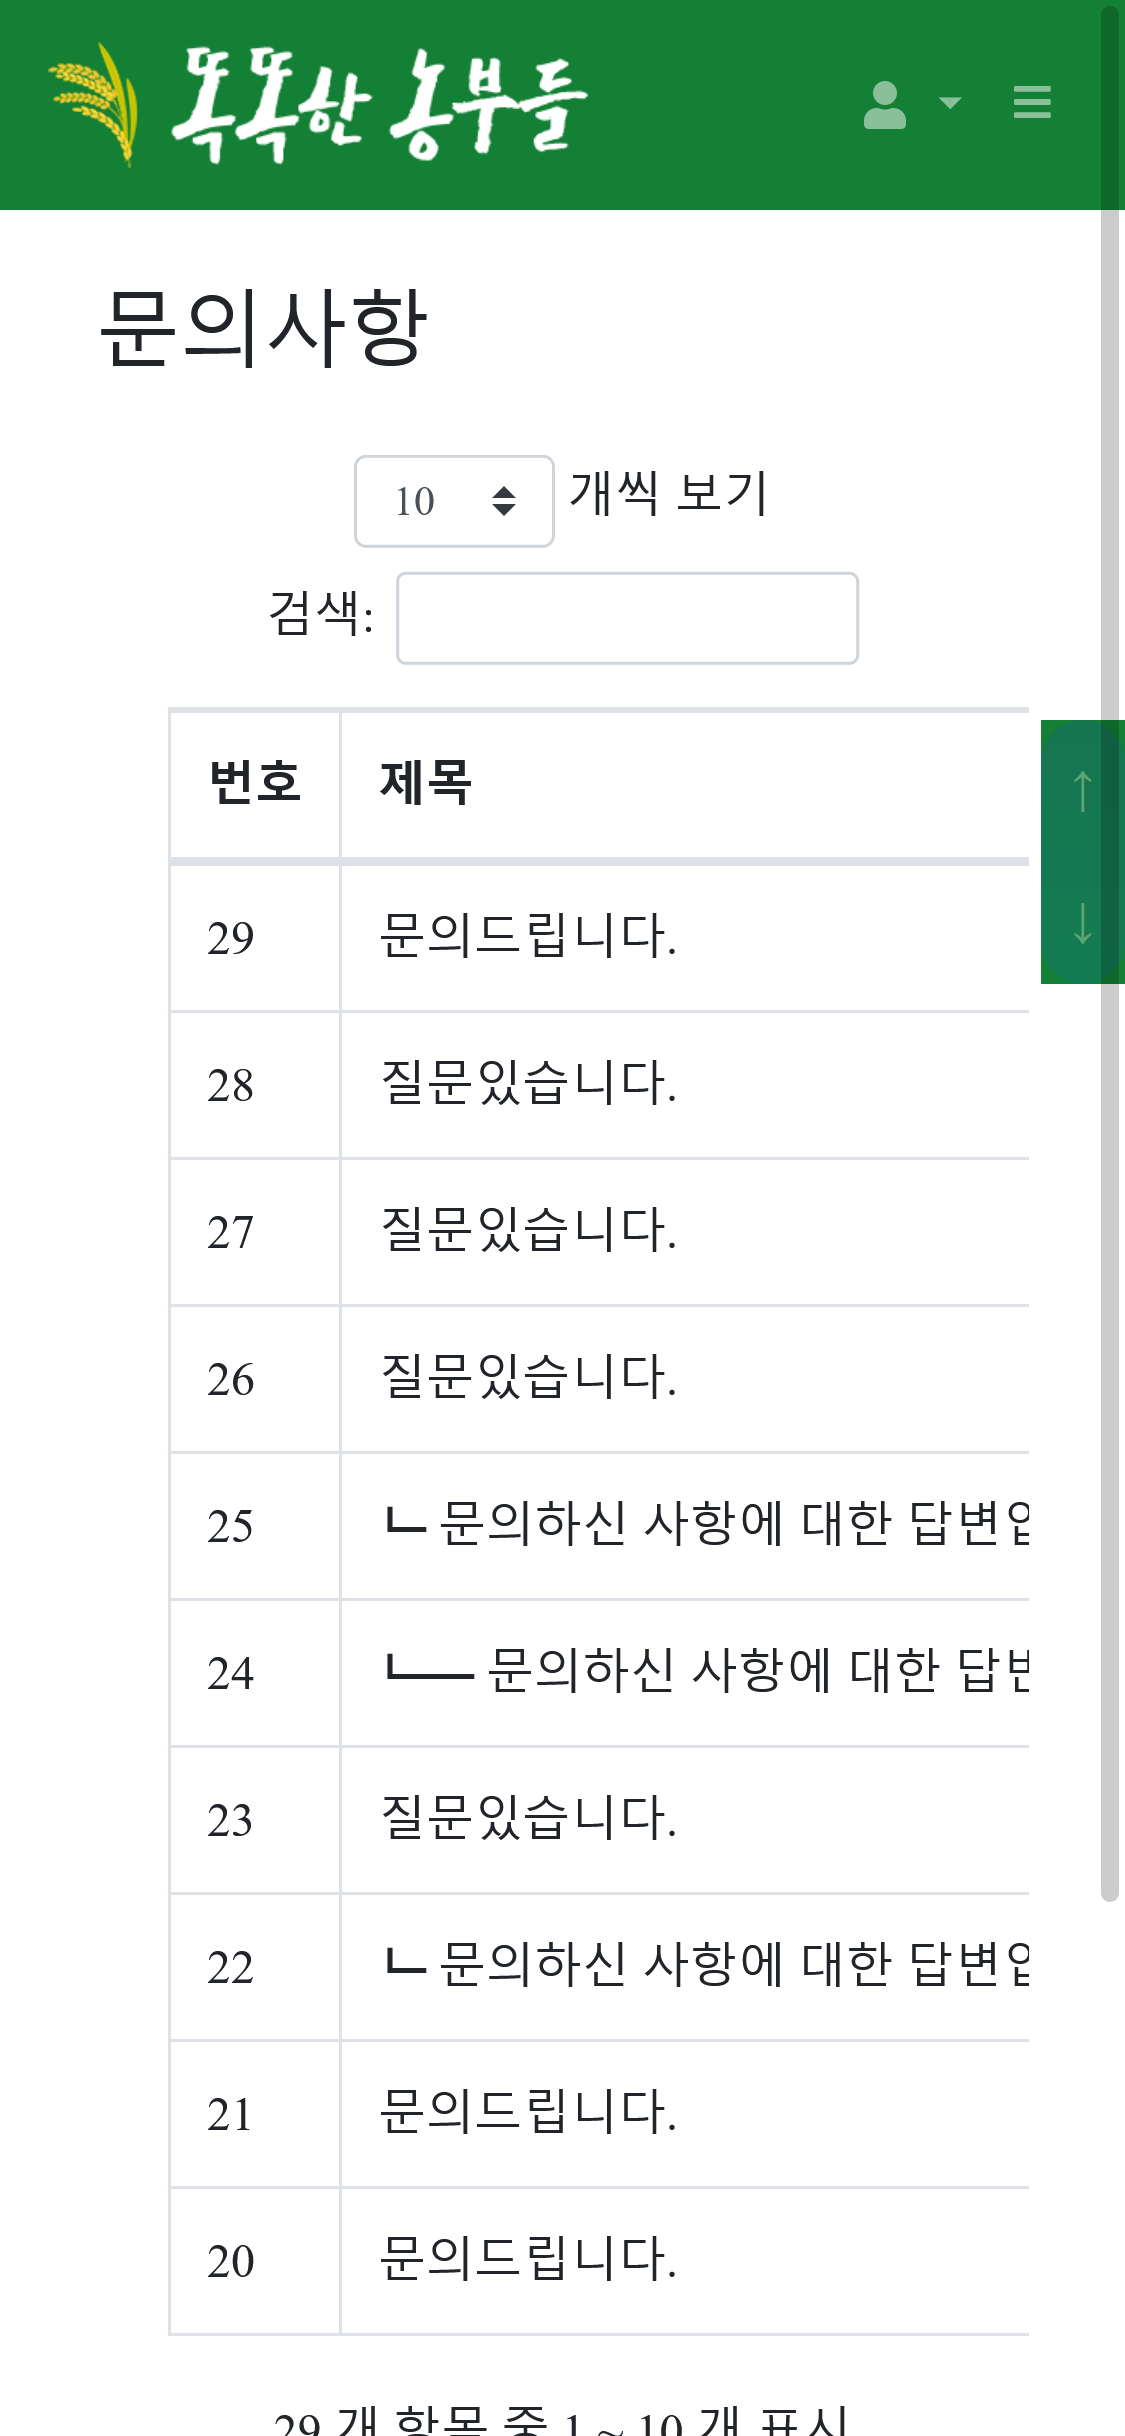 똑똑한 농부들
문의사항
10 개씩 보기
검색:
번호 제목
↑
29 문의드립니다.
↓
28 질문있습니다.
27 질문있습니다.
26 질문있습니다.
25 ㄴ 문의하신 사항에 대한 답변
24 ㄴㅡ 문의하신 사항에 대한 답
23 질문있습니다.
22 ㄴ 문의하신 사항에 대한 답변
21 문의드립니다.
20 문의드립니다.
29 개 항목 중 1 ~ 10 개 표시